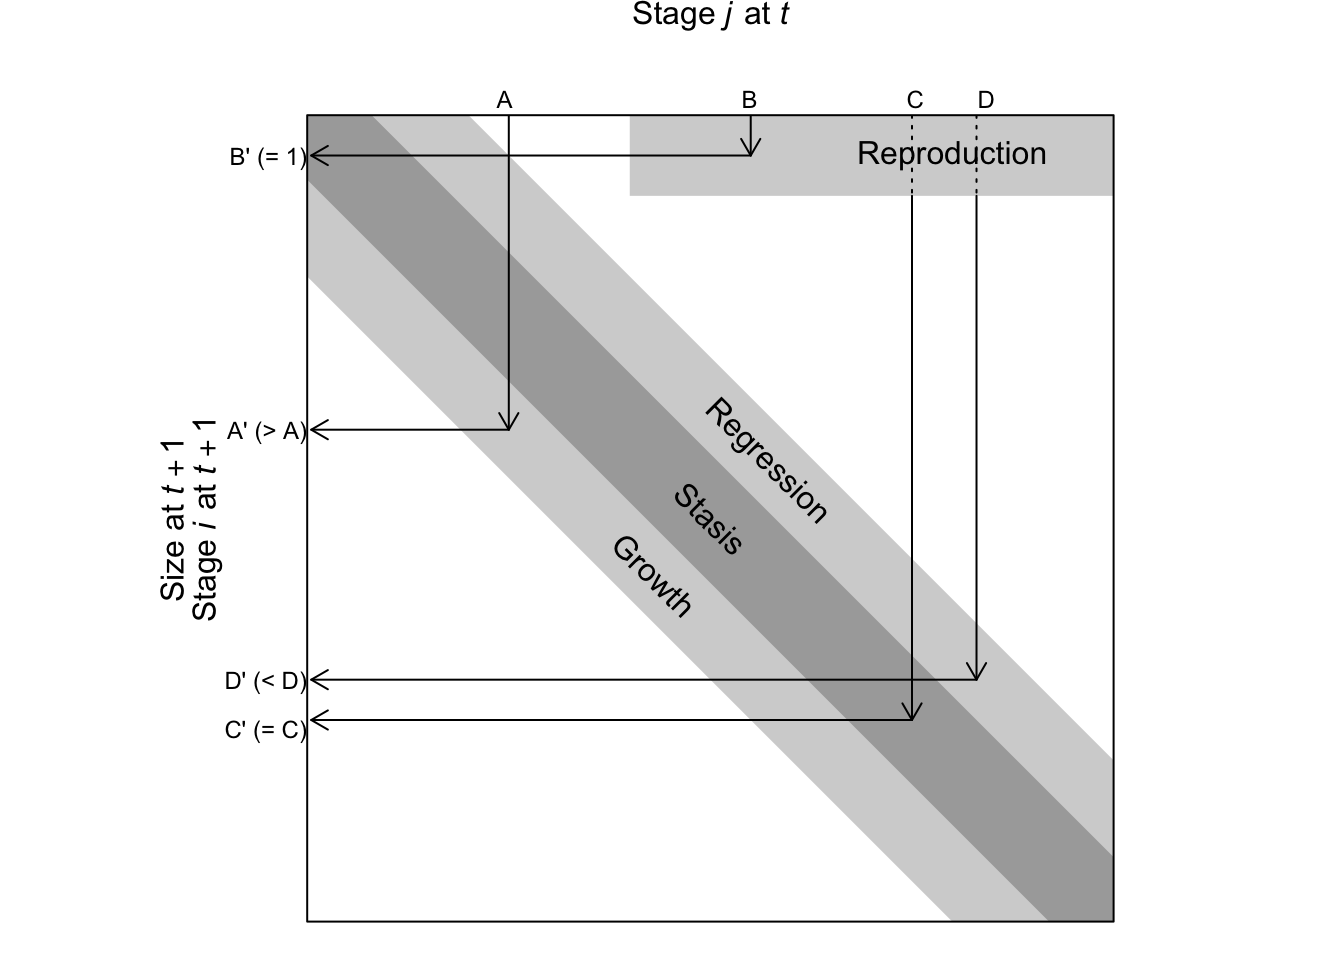 Stage j at t
A
B
C
D
B' (= 1)
Reproduction
A' (> A)
Regression
Stasis
Growth
Size at t + 1
Stage i at t + 1
D' (< D)
C' (= C)